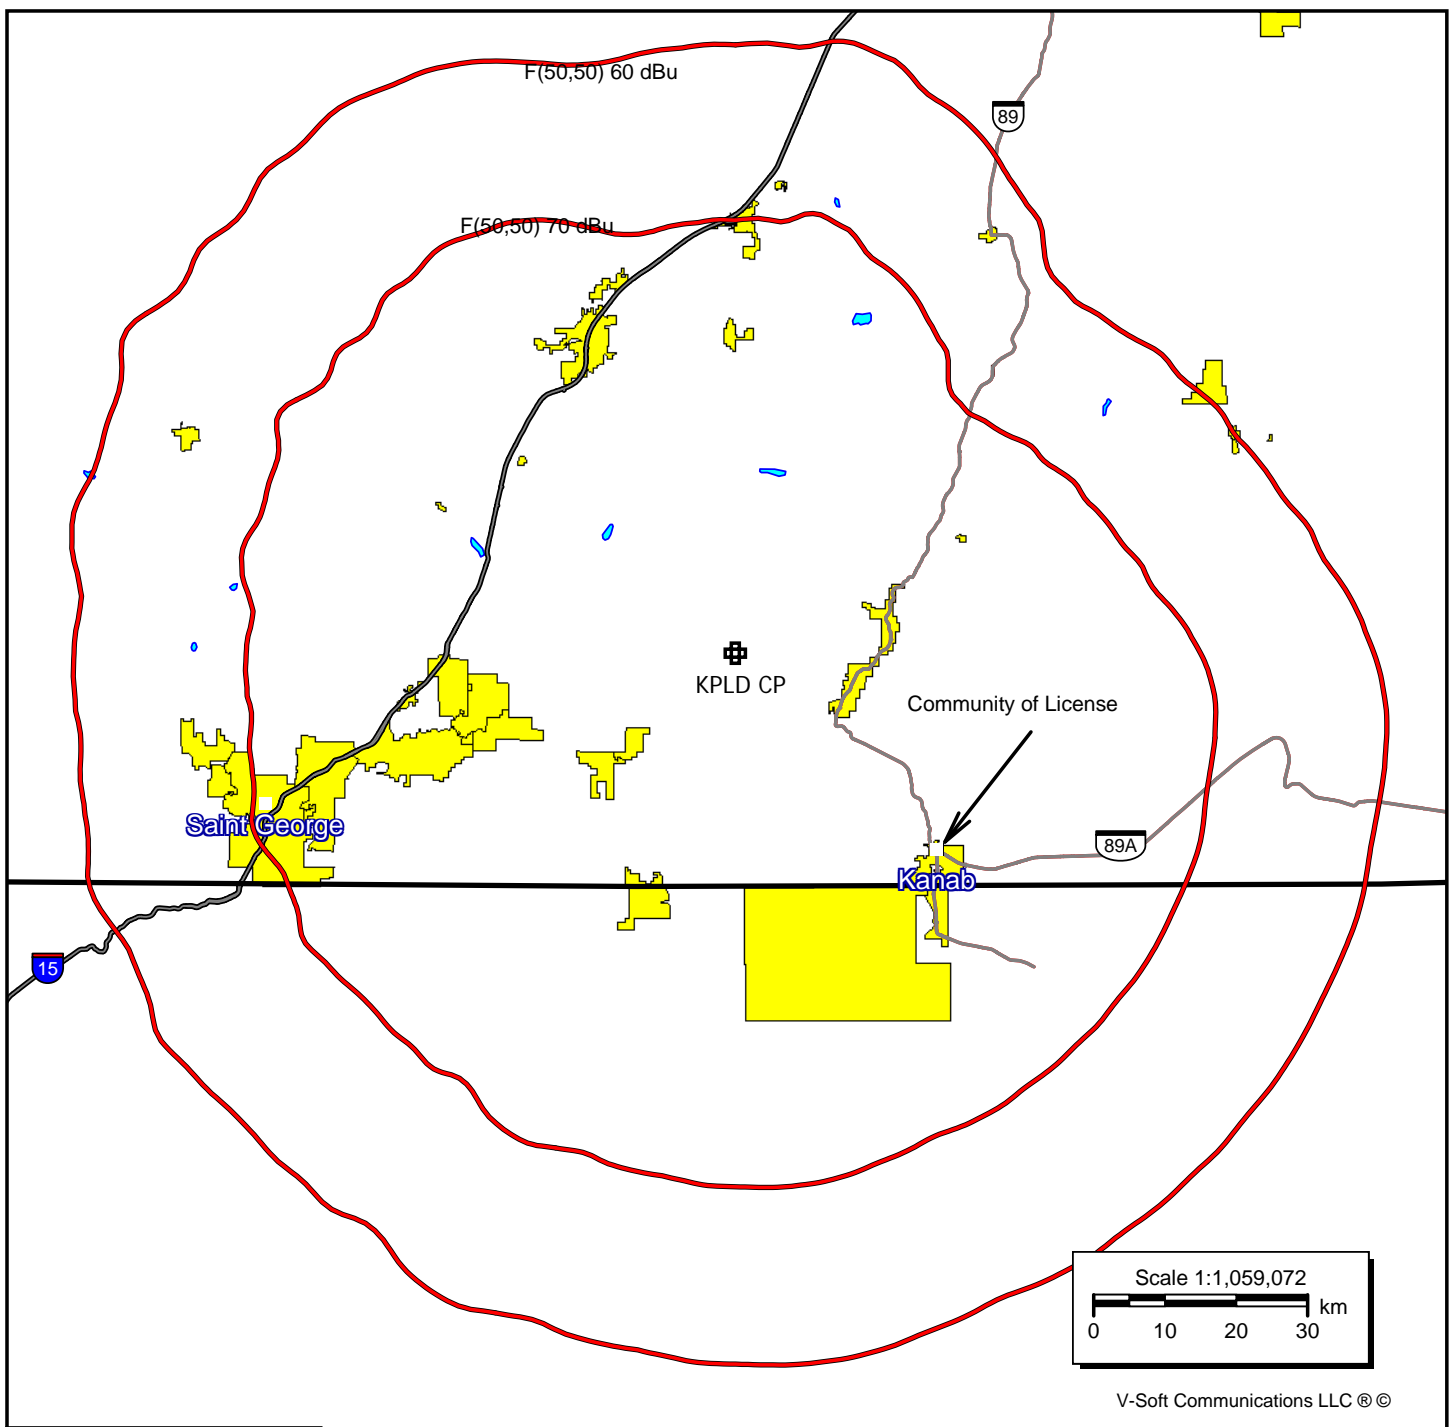 F(50,50) 60 dBu
89
F(50,50) 70 dBu
KPLD CP
Community of License
Saint George
89A
Kanab
15
Scale 1:1,059,072
km
0 10 20 30
V-Soft Communications LLC ® ©